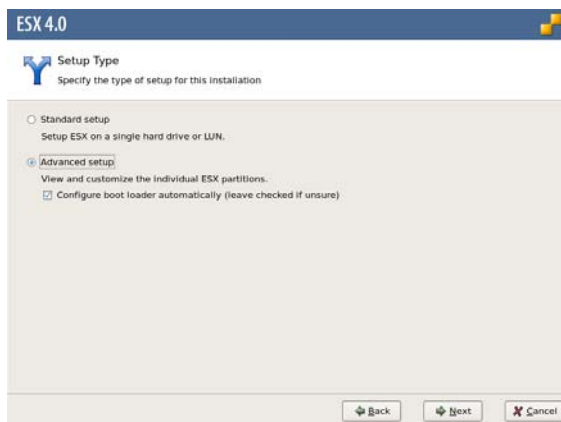 ESX 4.0
Setup Type
Specify the type of setup for this installation
Standard setup
Setup ESX on a single hard drive or LUN.
Advanced setup
View and customize the individual ESX partitions.
Configure boot loader automatically (leave checked if unsure)
Back
Next
Cancel